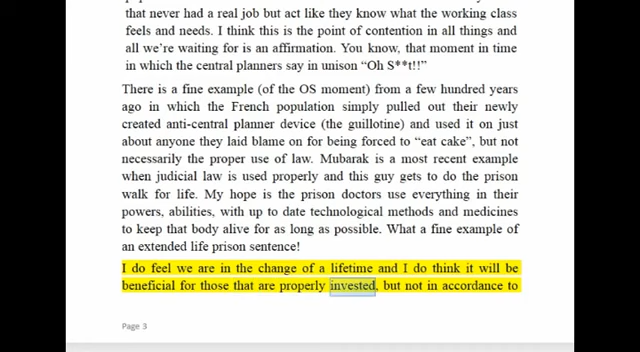 that never had a real job but act like they know what the working class
feels and needs. I think this is the point of contention in all things and
all we're waiting for is an affirmation. You know, that moment in time
in which the central planners say in unison “Oh S**t!!”
There is a fine example (of the OS moment) from a few hundred years
ago in which the French population simply pulled out their newly
created anti-central planner device (the guillotine) and used it on just
about anyone they laid blame on for being forced to “eat cake”, but not
necessarily the proper use of law. Mubarak is a most recent example
when judicial law is used properly and this guy gets to do the prison
walk for life. My hope is the prison doctors use everything in their
powers, abilities, with up to date technological methods and medicines
to keep that body alive for as long as possible. What a fine example of
an extended life prison sentence!
I do feel we are in the change of a lifetime and I do think it will be
beneficial for those that are properly invested, but not in accordance to
Page 3